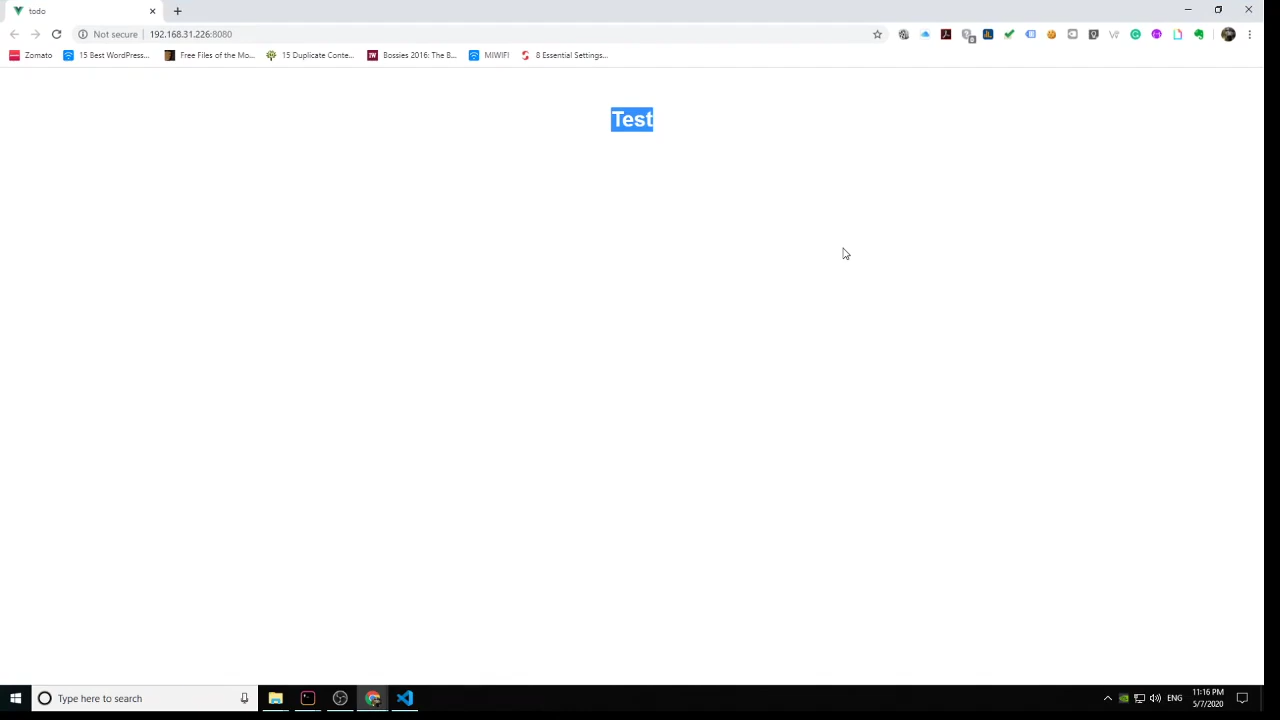 todo
Not secure 192.168.31.226:8080
Zomato 15 Best WordPress... Free Files of the Mo... 15 Duplicate Conte... Bossies 2016: The B... MIWIFI 8 Essential Settings...
Test
Type here to search
ENG
11:16 PM
5/7/2020